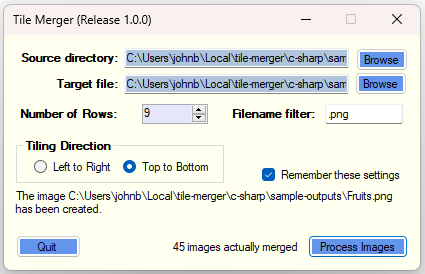 Tile Merger (Release 1.0.0)
Source directory: C:\Users\johnb\Local\tile-merger\c-sharp\sam Browse
Target file: C:\Users\johnb\Local\tile-merger\c-sharp\sam Browse
Number of Rows: 9 Filename filter: .png
Tiling Direction
Left to Right Top to Bottom
Remember these settings
The image C:\Users\johnb\Local\tile-merger\c-sharp\sample-outputs\Fruits.png
has been created.
Quit 45 images actually merged Process Images